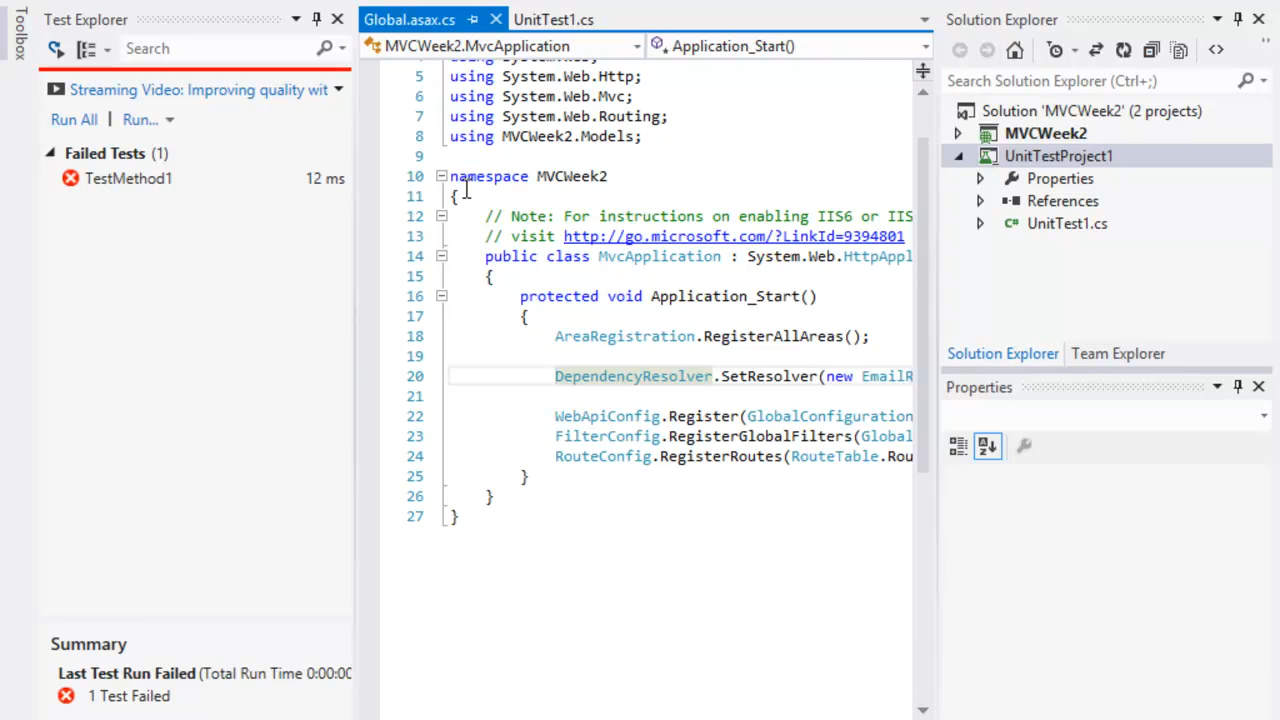 Toolbox
Test Explorer
Search
Streaming Video: Improving quality wit
Run All | Run...
Failed Tests (1)
TestMethod1 12 ms
Summary
Last Test Run Failed (Total Run Time 0:00:00
1 Test Failed
Global.asax.cs UnitTest1.cs
MVCWeek2.MvcApplication Application_Start()
5 using System.Web.Http;
6 using System.Web.Mvc;
7 using System.Web.Routing;
8 using MVCWeek2.Models;
9
10 namespace MVCWeek2
11 {
12 // Note: For instructions on enabling IIS6 or IIS
13 // visit http://go.microsoft.com/?LinkId=9394801
14 public class MvcApplication : System.Web.HttpAppl
15 {
16 protected void Application_Start()
17 {
18 AreaRegistration.RegisterAllAreas();
19
20 DependencyResolver.SetResolver(new EmailR
21
22 WebApiConfig.Register(GlobalConfiguration
23 FilterConfig.RegisterGlobalFilters(Global
24 RouteConfig.RegisterRoutes(RouteTable.Rou
25 }
26 }
27 }
Solution Explorer
Search Solution Explorer (Ctrl+;)
Solution 'MVCWeek2' (2 projects)
MVCWeek2
UnitTestProject1
Properties
References
C# UnitTest1.cs
Solution Explorer Team Explorer
Properties